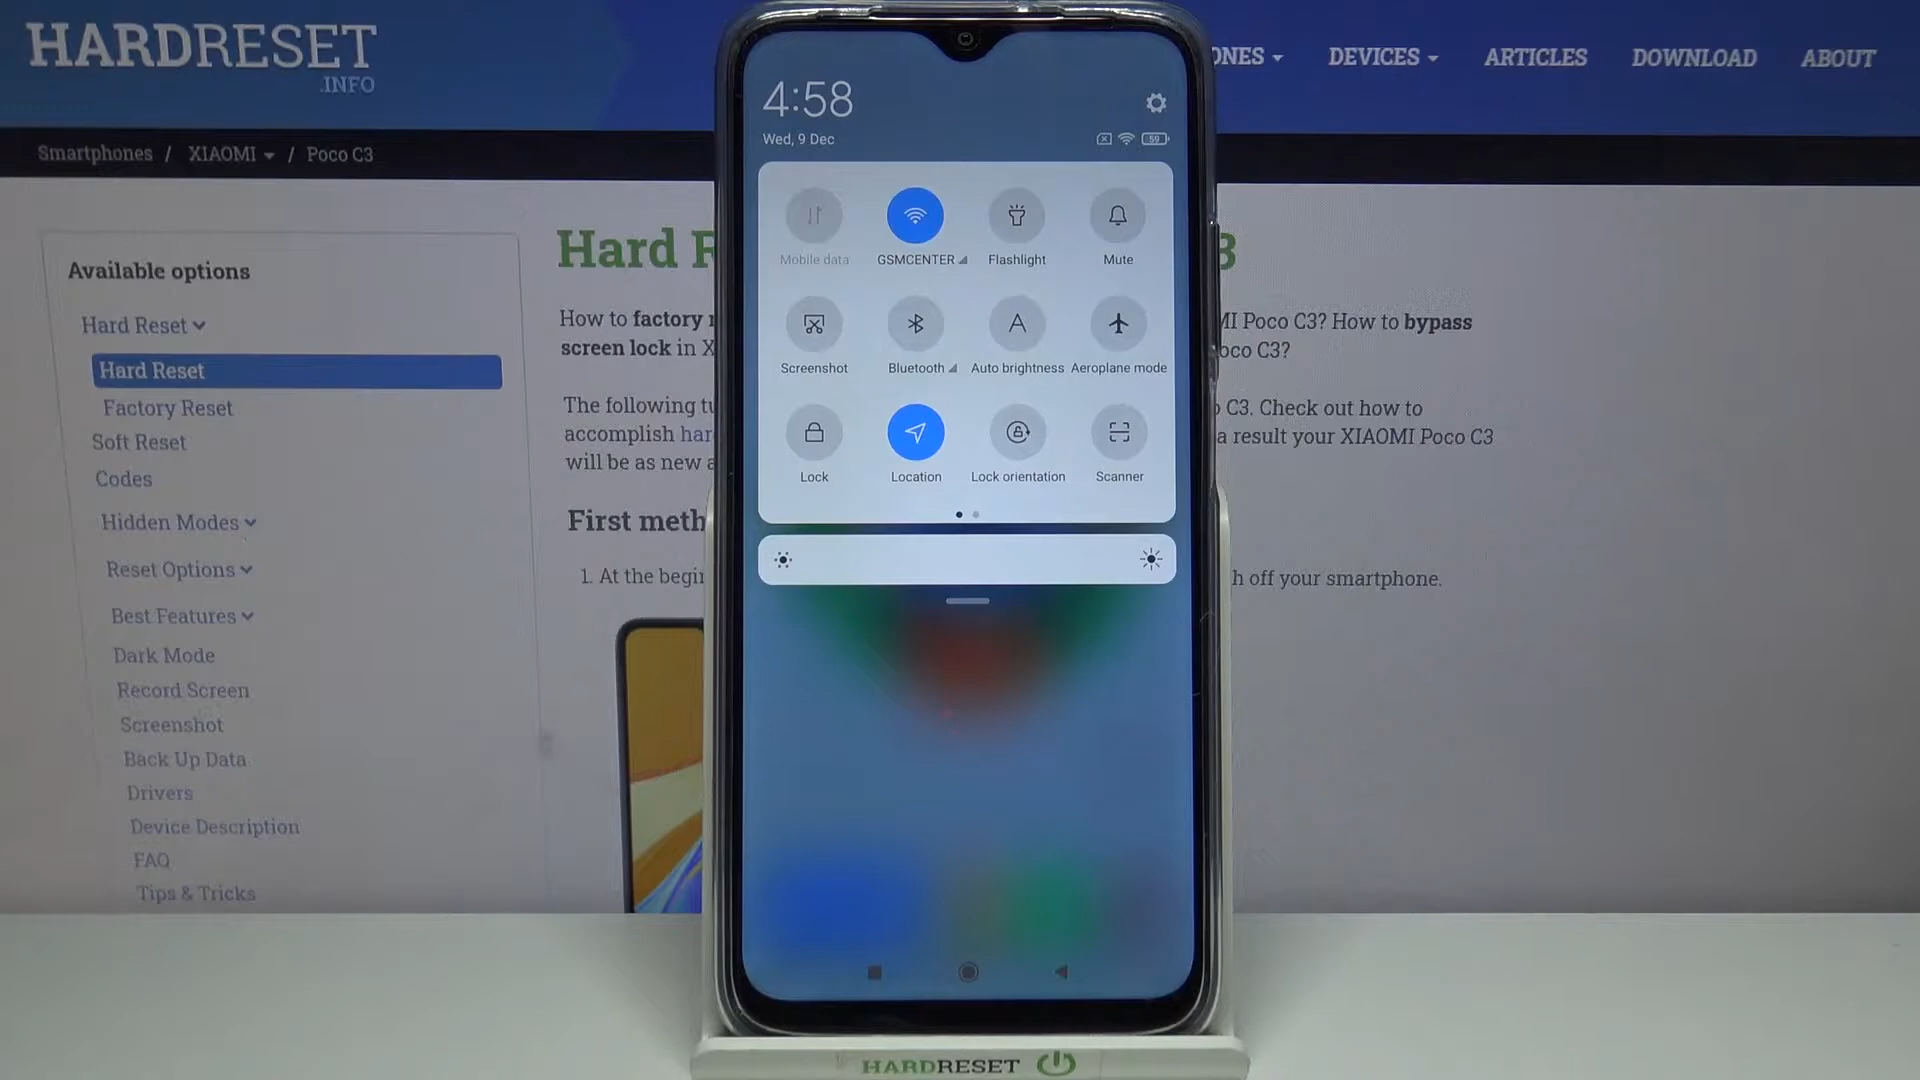 HARDRESET
.INFO
ONES
DEVICES
ARTICLES
DOWNLOAD
ABOUT
Smartphones / XIAOMI / Poco C3
Available options
Hard Reset
Hard Reset
Factory Reset
Soft Reset
Codes
Hidden Modes
Reset Options
Best Features
Dark Mode
Record Screen
Screenshot
Back Up Data
Drivers
Device Description
FAQ
Tips & Tricks
Hard R
3
How to factory r
MI Poco C3? How to bypass
screen lock in X
oco C3?
The following tu
o C3. Check out how to
accomplish har
a result your XIAOMI Poco C3
will be as new a
First meth
1. At the begin
h off your smartphone.
4:58
Wed, 9 Dec
59
Mobile data
GSMCENTER
Flashlight
Mute
Screenshot
Bluetooth
A
Auto brightness
Aeroplane mode
Lock
Location
Lock orientation
Scanner
HARDRESET